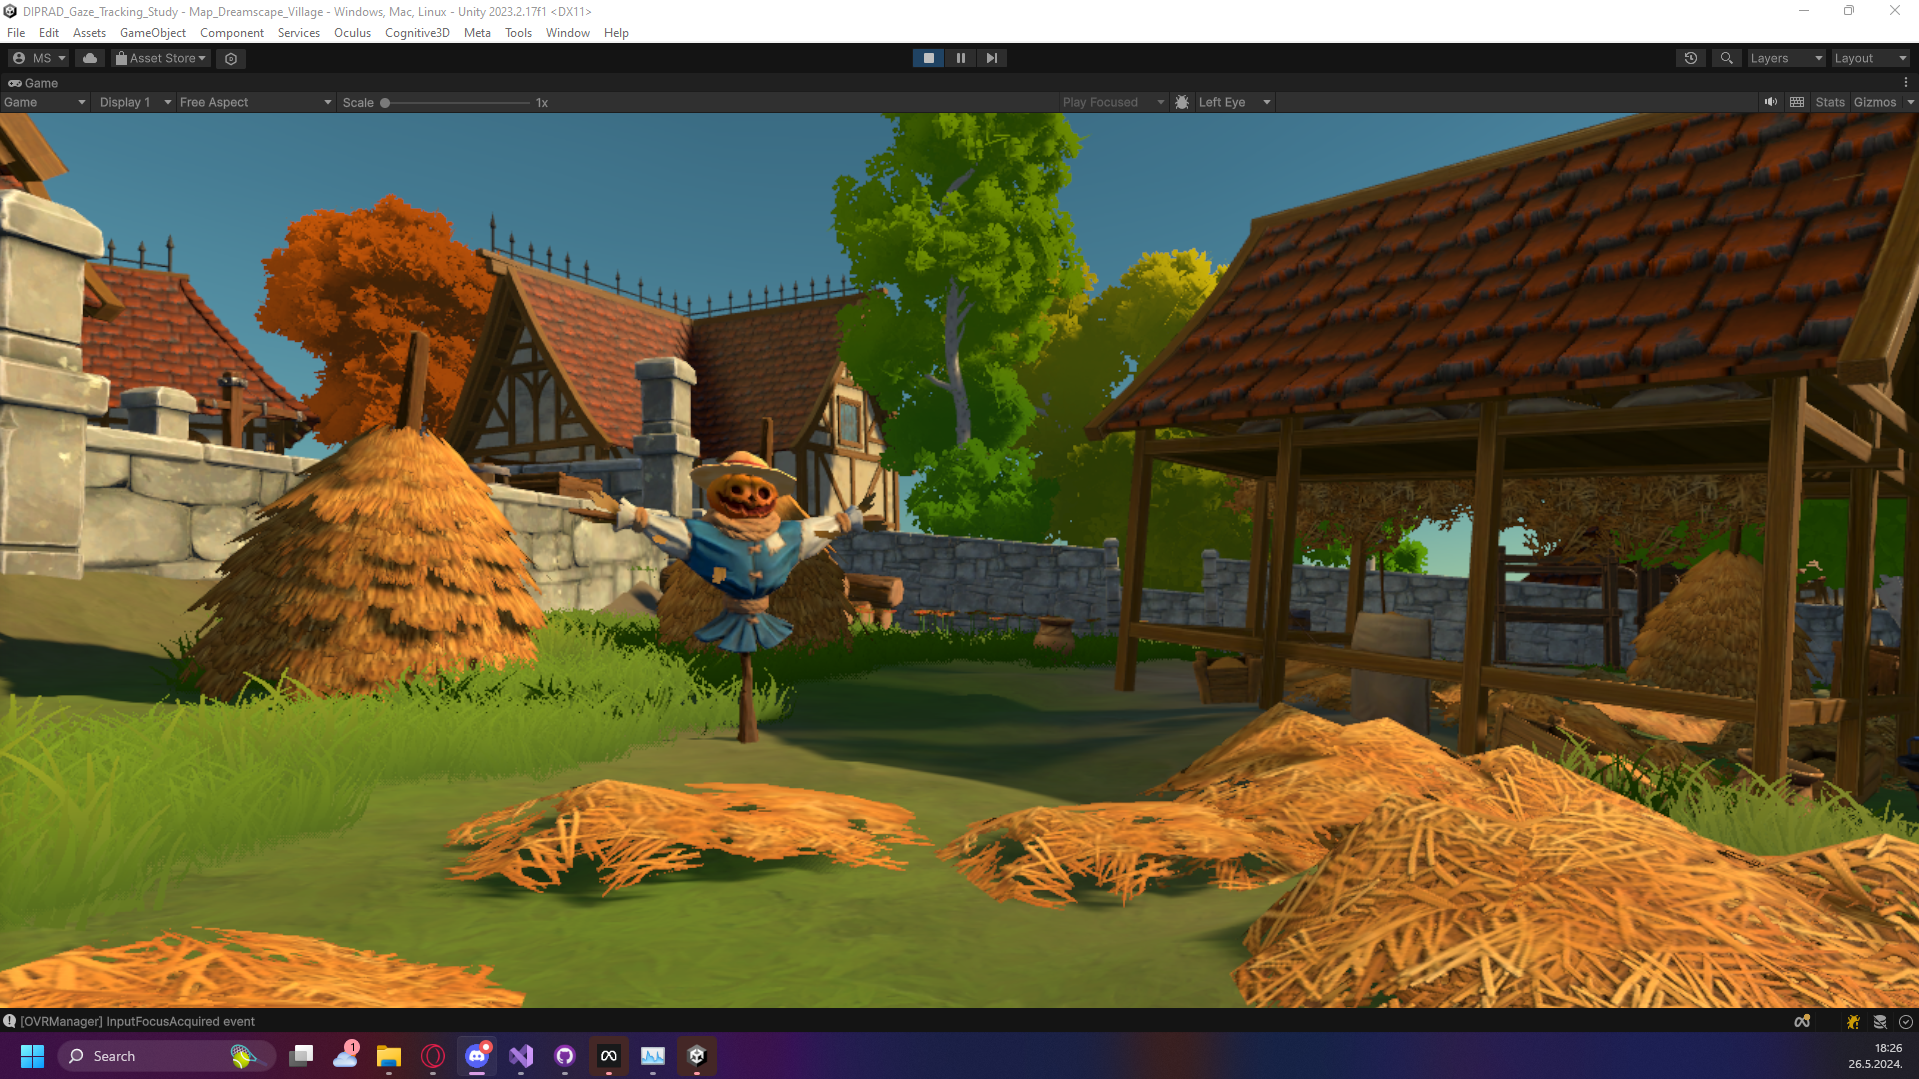 DIPRAD_Gaze_Tracking_Study - Map_Dreamscape_Village - Windows, Mac, Linux - Unity 2023.2.17f1 <DX11>
File Edit Assets GameObject Component Services Oculus Cognitive3D Meta Tools Window Help
MS Asset Store Layers Layout
Game
Game Display 1 Free Aspect Scale 1x Play Focused Left Eye Stats Gizmos
[OVRManager] InputFocusAcquired event
Search 1 18:26
26.5.2024.